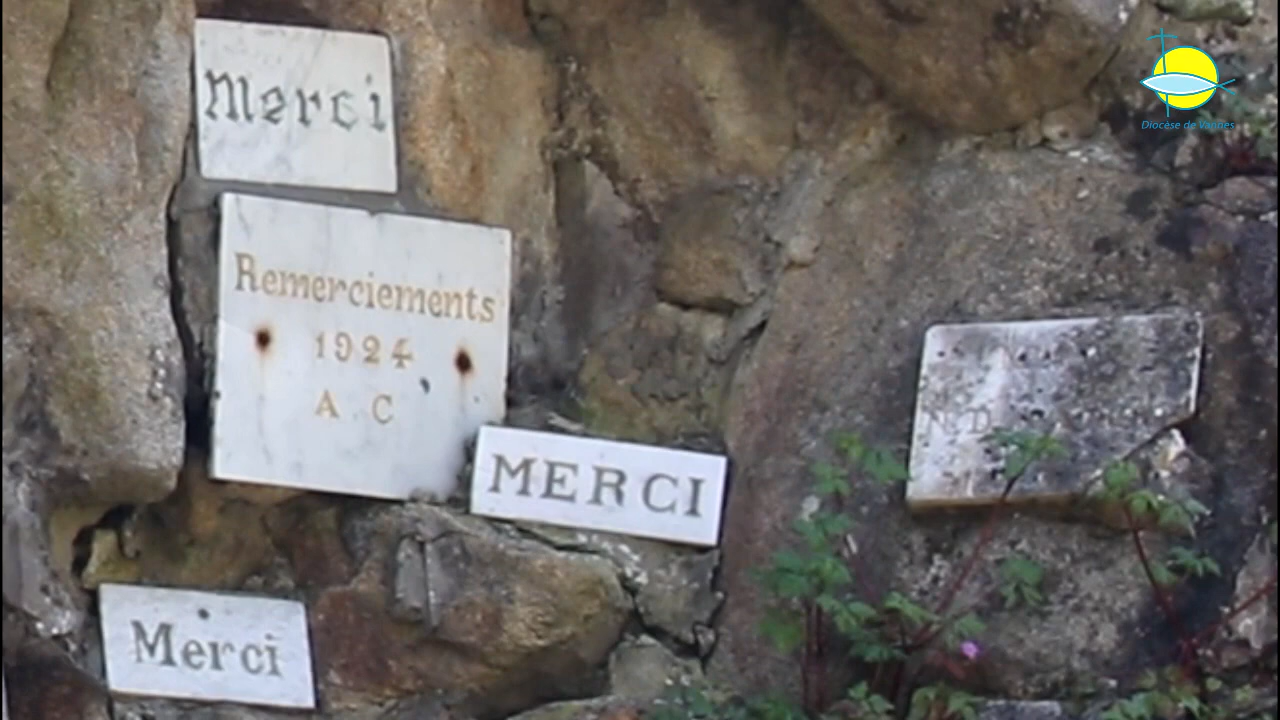 Merci
Remerciements
1924
A C
MERCI
Merci
N. D.
Diocèse de Vannes